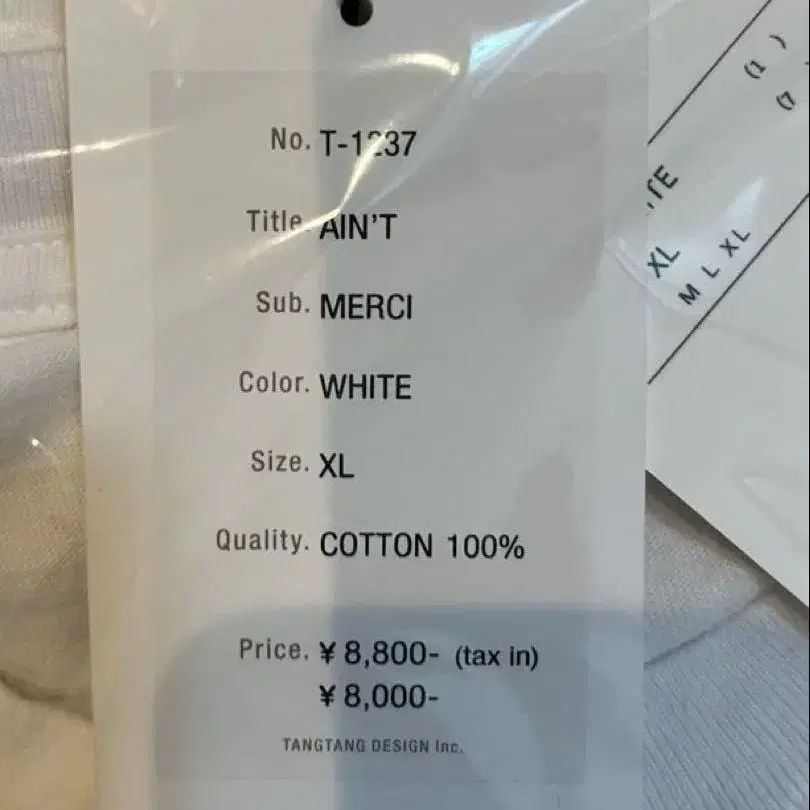 No. T-1237
Title. AIN'T
Sub. MERCI
Color. WHITE
Size. XL
Quality. COTTON 100%
Price. ¥ 8,800- (tax in)
¥ 8,000-
TANGTANG DESIGN Inc.
(1 )
XL
M L XL